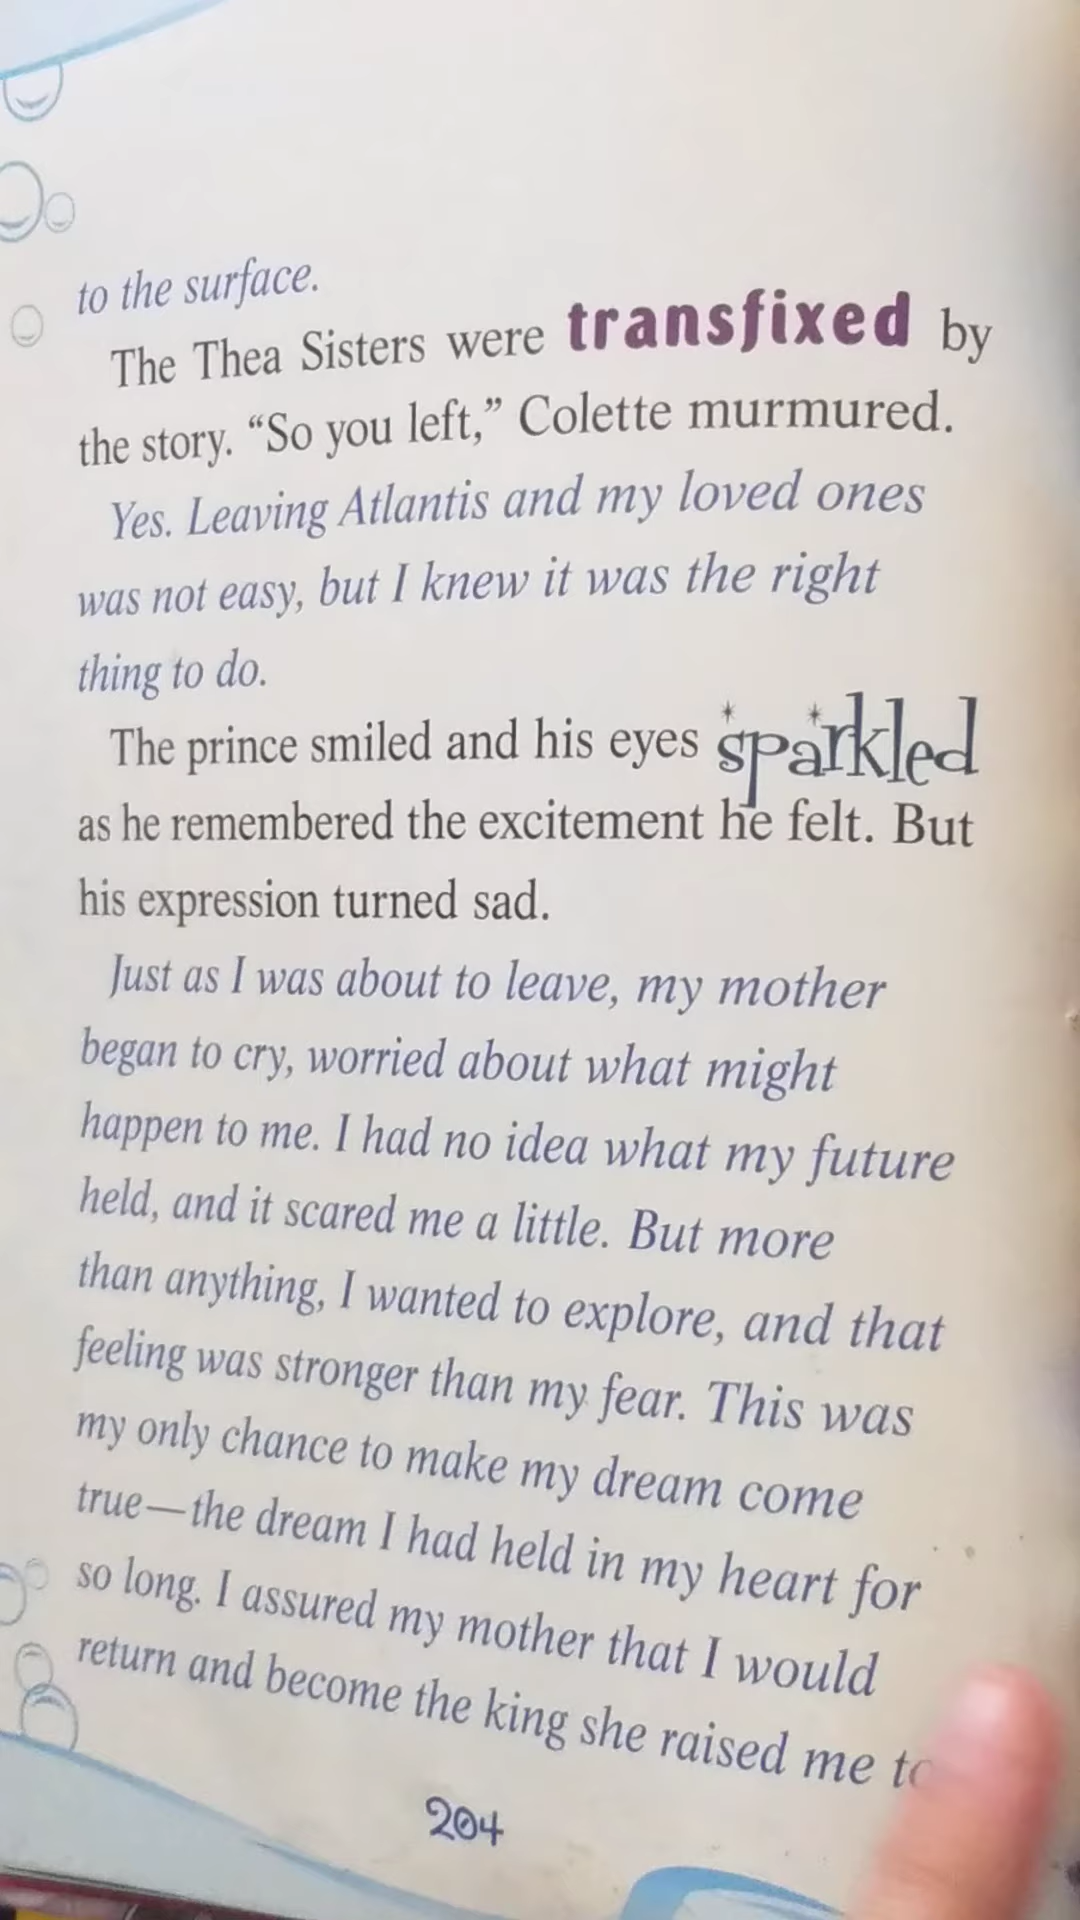 to the surface.
The Thea Sisters were transfixed by
the story. “So you left,” Colette murmured.
Yes. Leaving Atlantis and my loved ones
was not easy, but I knew it was the right
thing to do.
The prince smiled and his eyes sparkled
as he remembered the excitement he felt. But
his expression turned sad.
Just as I was about to leave, my mother
began to cry, worried about what might
happen to me. I had no idea what my future
held, and it scared me a little. But more
than anything, I wanted to explore, and that
feeling was stronger than my fear. This was
my only chance to make my dream come
true—the dream I had held in my heart for
so long. I assured my mother that I would
return and become the king she raised me to
204